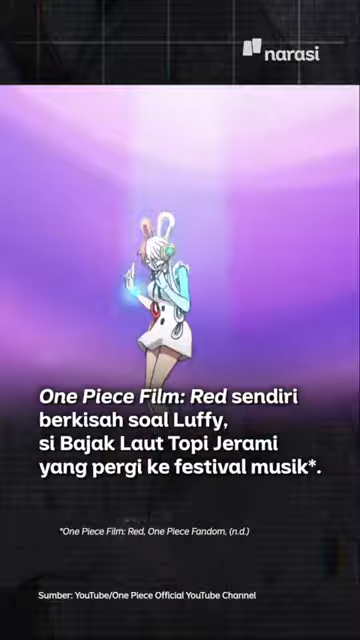 narasi
One Piece Film: Red sendiri
berkisah soal Luffy,
si Bajak Laut Topi Jerami
yang pergi ke festival musik*.
*One Piece Film: Red, One Piece Fandom, (n.d.)
Sumber: YouTube/One Piece Official YouTube Channel